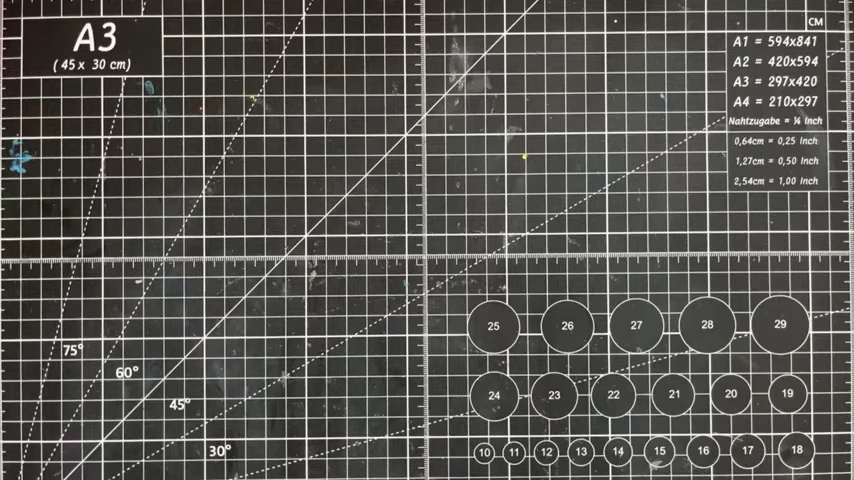 A3
(45 x 30 cm)
CM
A1 = 594x841
A2 = 420x594
A3 = 297x420
A4 = 210x297
Nahtzugabe = ¼ Inch
0,64cm = 0,25 Inch
1,27cm = 0,50 Inch
2,54cm = 1,00 Inch
75°
60°
45°
30°
25 26 27 28 29
24 23 22 21 20 19
10 11 12 13 14 15 16 17 18